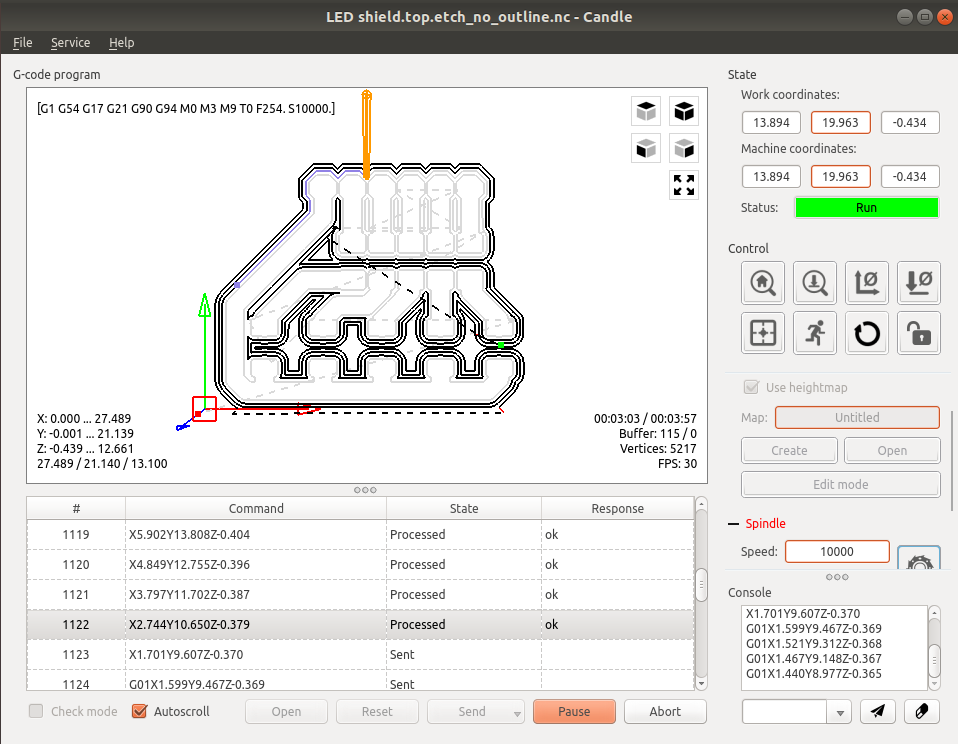 LED shield.top.etch_no_outline.nc - Candle
File Service Help
G-code program
[G1 G54 G17 G21 G90 G94 M0 M3 M9 T0 F254. S10000.]
X: 0.000 ... 27.489
Y: -0.001 ... 21.139
Z: -0.439 ... 12.661
27.489 / 21.140 / 13.100
00:03:03 / 00:03:57
Buffer: 115 / 0
Vertices: 5217
FPS: 30
# Command State Response
1119 X5.902Y13.808Z-0.404 Processed ok
1120 X4.849Y12.755Z-0.396 Processed ok
1121 X3.797Y11.702Z-0.387 Processed ok
1122 X2.744Y10.650Z-0.379 Processed ok
1123 X1.701Y9.607Z-0.370 Sent
1124 G01X1.599Y9.467Z-0.369 Sent
Check mode Autoscroll Open Reset Send Pause Abort
State
Work coordinates:
13.894 19.963 -0.434
Machine coordinates:
13.894 19.963 -0.434
Status: Run
Control
Use heightmap
Map: Untitled
Create Open
Edit mode
Spindle
Speed: 10000
Console
X1.701Y9.607Z-0.370
G01X1.599Y9.467Z-0.369
G01X1.521Y9.312Z-0.368
G01X1.467Y9.148Z-0.367
G01X1.440Y8.977Z-0.365